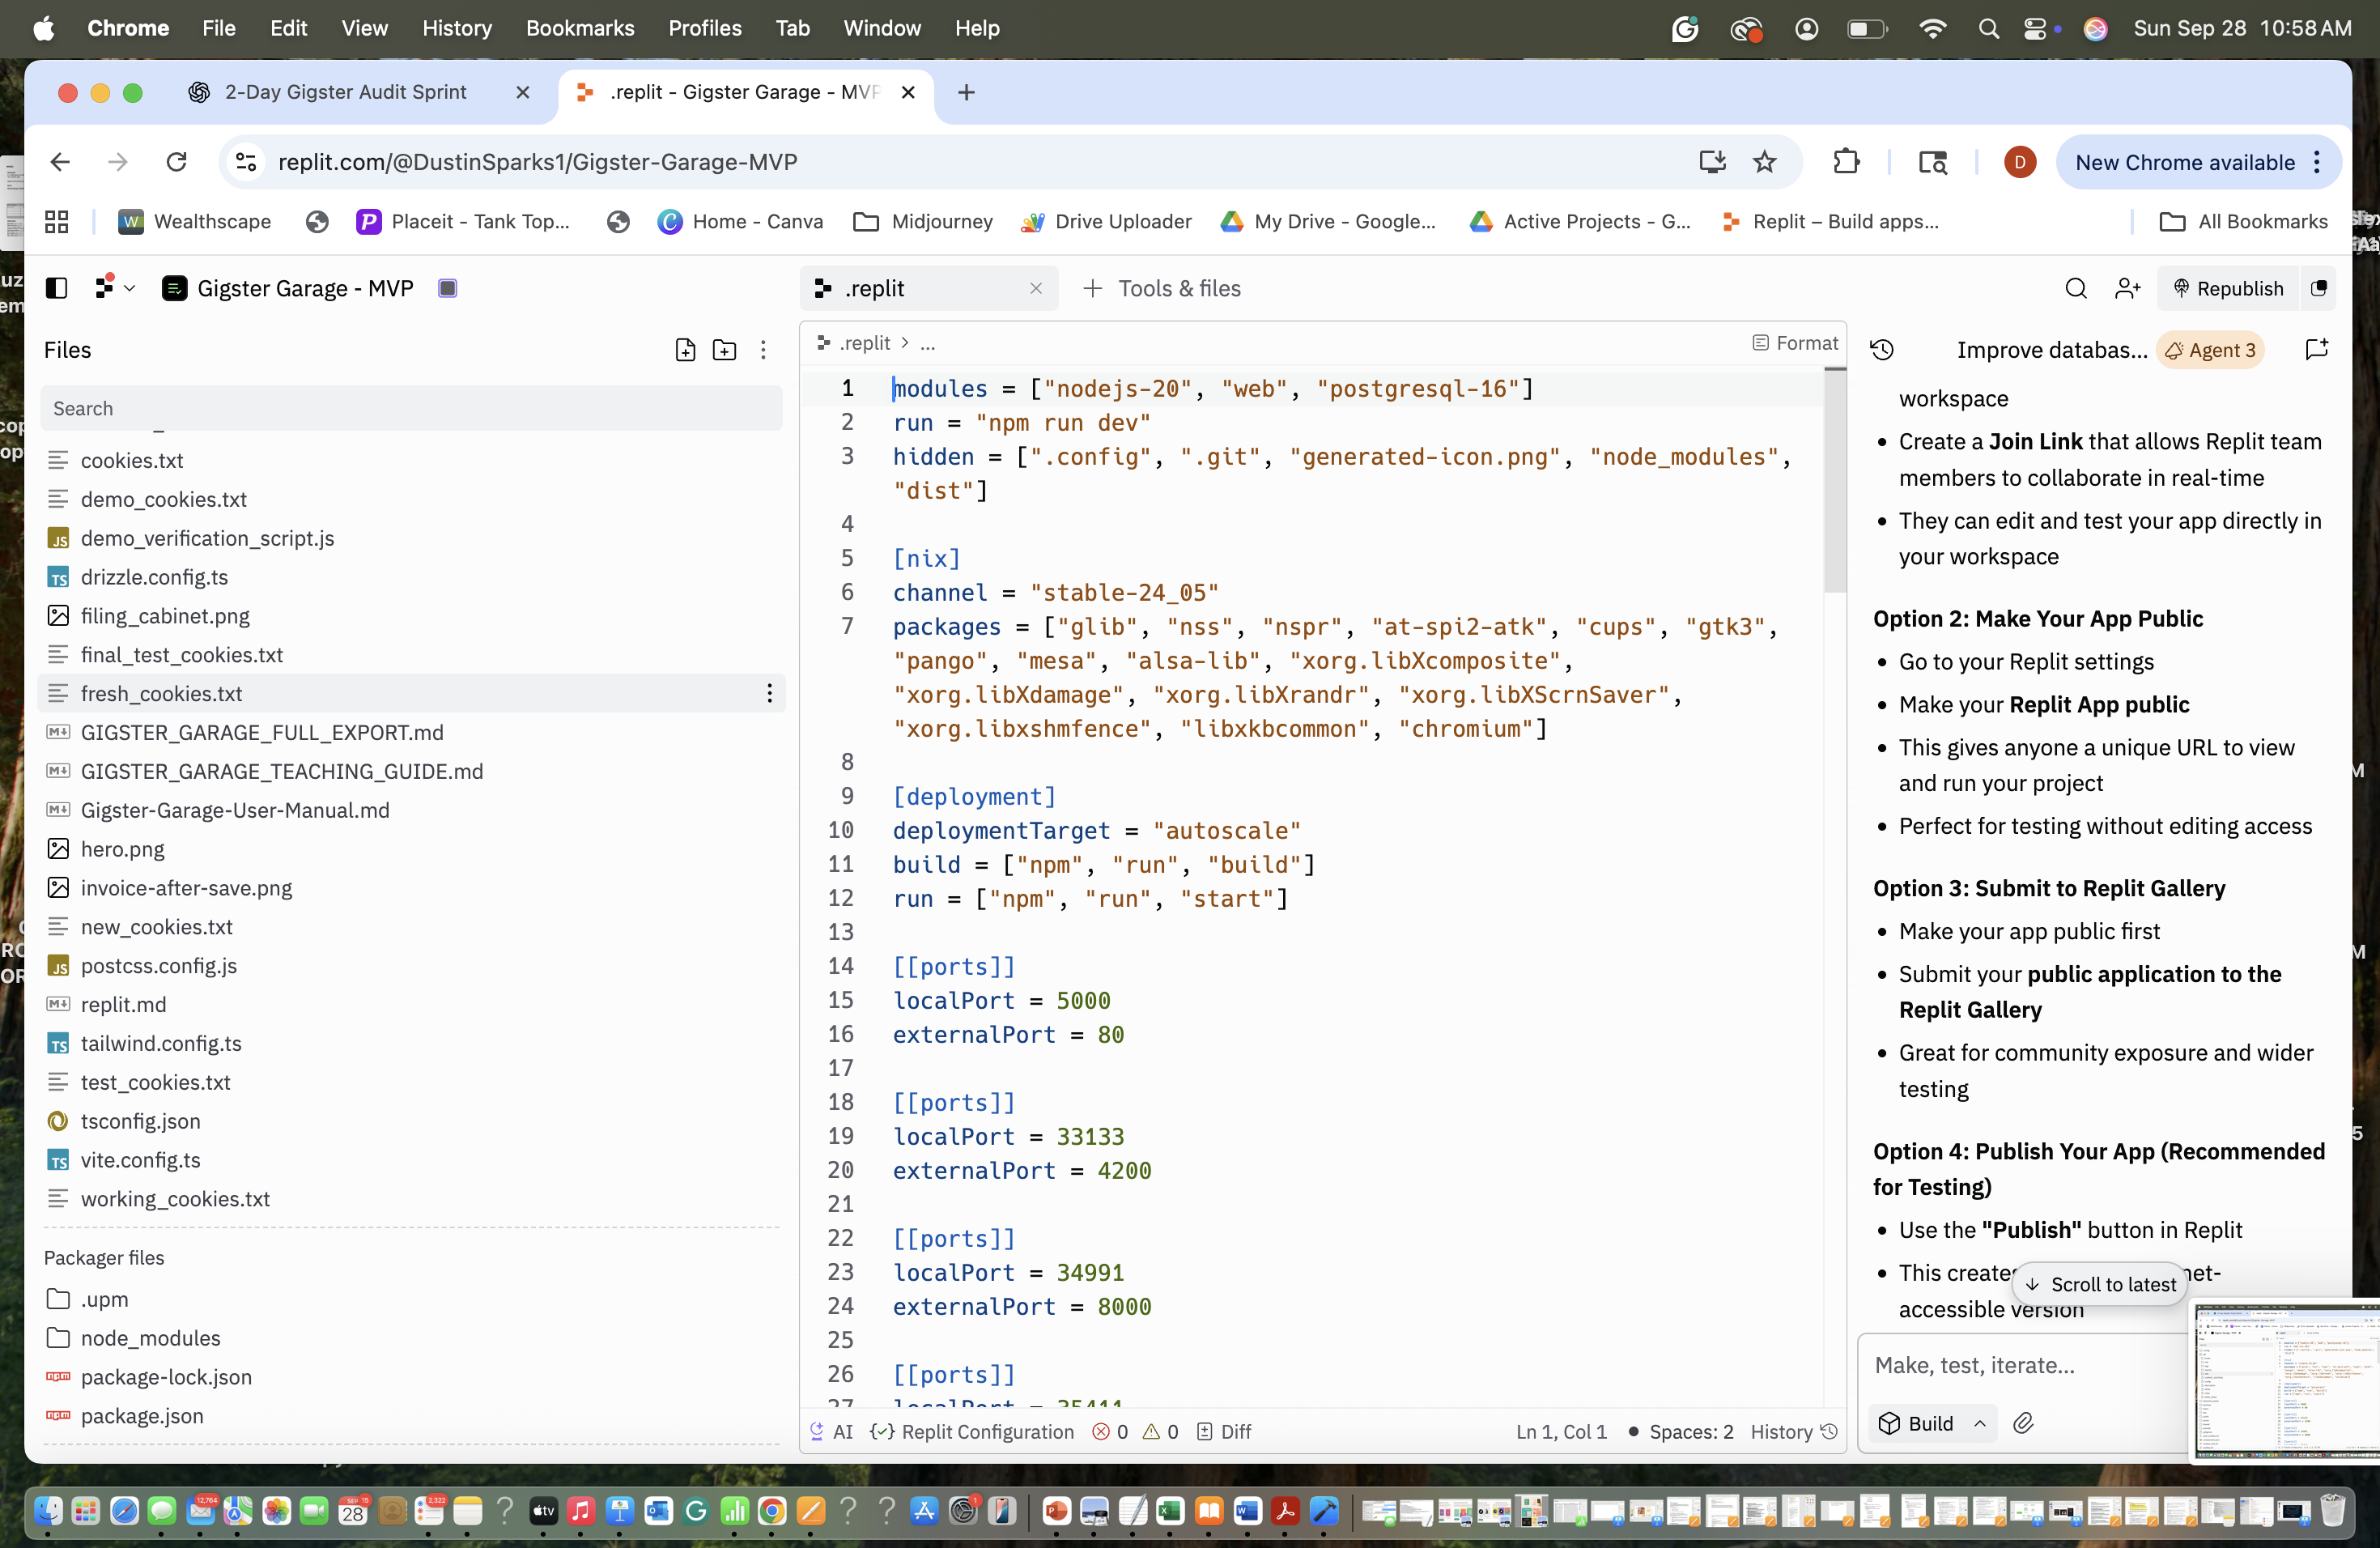 Chrome File Edit View History Bookmarks Profiles Tab Window Help Sun Sep 28 10:58 AM
2-Day Gigster Audit Sprint
.replit - Gigster Garage - MVP
replit.com/@DustinSparks1/Gigster-Garage-MVP
D
New Chrome available
Wealthscape
Placeit - Tank Top...
Home - Canva
Midjourney
Drive Uploader
My Drive - Google...
Active Projects - G...
Replit – Build apps...
All Bookmarks
Gigster Garage - MVP
.replit
Tools & files
Republish
Files
Search
cookies.txt
demo_cookies.txt
demo_verification_script.js
drizzle.config.ts
filing_cabinet.png
final_test_cookies.txt
fresh_cookies.txt
GIGSTER_GARAGE_FULL_EXPORT.md
GIGSTER_GARAGE_TEACHING_GUIDE.md
Gigster-Garage-User-Manual.md
hero.png
invoice-after-save.png
new_cookies.txt
postcss.config.js
replit.md
tailwind.config.ts
test_cookies.txt
tsconfig.json
vite.config.ts
working_cookies.txt
Packager files
.upm
node_modules
package-lock.json
package.json
.replit > ...
Format
1 modules = ["nodejs-20", "web", "postgresql-16"]
2 run = "npm run dev"
3 hidden = [".config", ".git", "generated-icon.png", "node_modules",
"dist"]
4
5 [nix]
6 channel = "stable-24_05"
7 packages = ["glib", "nss", "nspr", "at-spi2-atk", "cups", "gtk3",
"pango", "mesa", "alsa-lib", "xorg.libXcomposite",
"xorg.libXdamage", "xorg.libXrandr", "xorg.libXScrnSaver",
"xorg.libxshmfence", "libxkbcommon", "chromium"]
8
9 [deployment]
10 deploymentTarget = "autoscale"
11 build = ["npm", "run", "build"]
12 run = ["npm", "run", "start"]
13
14 [[ports]]
15 localPort = 5000
16 externalPort = 80
17
18 [[ports]]
19 localPort = 33133
20 externalPort = 4200
21
22 [[ports]]
23 localPort = 34991
24 externalPort = 8000
25
26 [[ports]]
27 localPort = 35411
AI Replit Configuration 0 0 Diff Ln 1, Col 1 Spaces: 2 History
Improve databas... Agent 3
workspace
• Create a Join Link that allows Replit team
members to collaborate in real-time
• They can edit and test your app directly in
your workspace
Option 2: Make Your App Public
• Go to your Replit settings
• Make your Replit App public
• This gives anyone a unique URL to view
and run your project
• Perfect for testing without editing access
Option 3: Submit to Replit Gallery
• Make your app public first
• Submit your public application to the
Replit Gallery
• Great for community exposure and wider
testing
Option 4: Publish Your App (Recommended
for Testing)
• Use the "Publish" button in Replit
• This create net-
accessible version
Scroll to latest
Make, test, iterate...
Build
12,764
SEP 15
28
2,322
tv
1